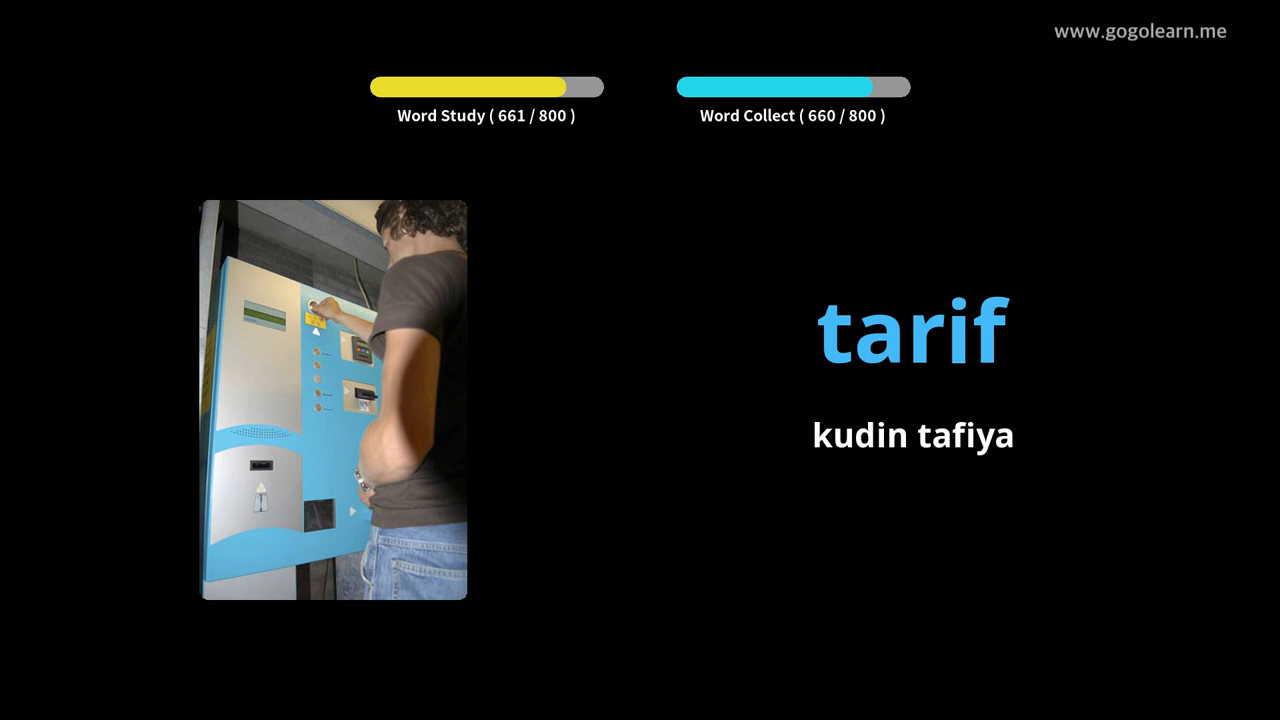 www.gogolearn.me
Word Study ( 661 / 800 )
Word Collect ( 660 / 800 )
tarif
kudin tafiya